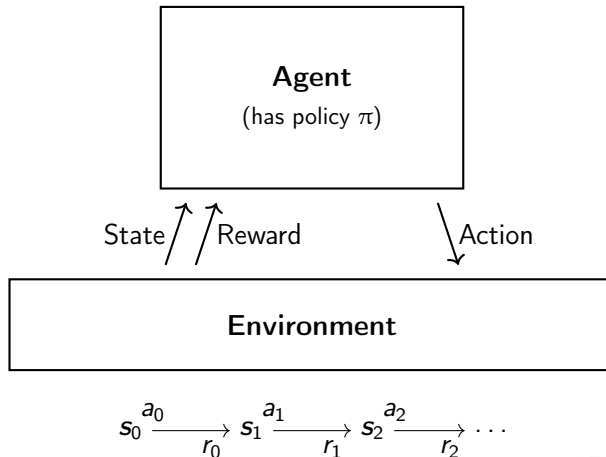 Agent
(has policy π)
State Reward Action
Environment
s₀ a₀ r₀ s₁ a₁ r₁ s₂ a₂ r₂ ···